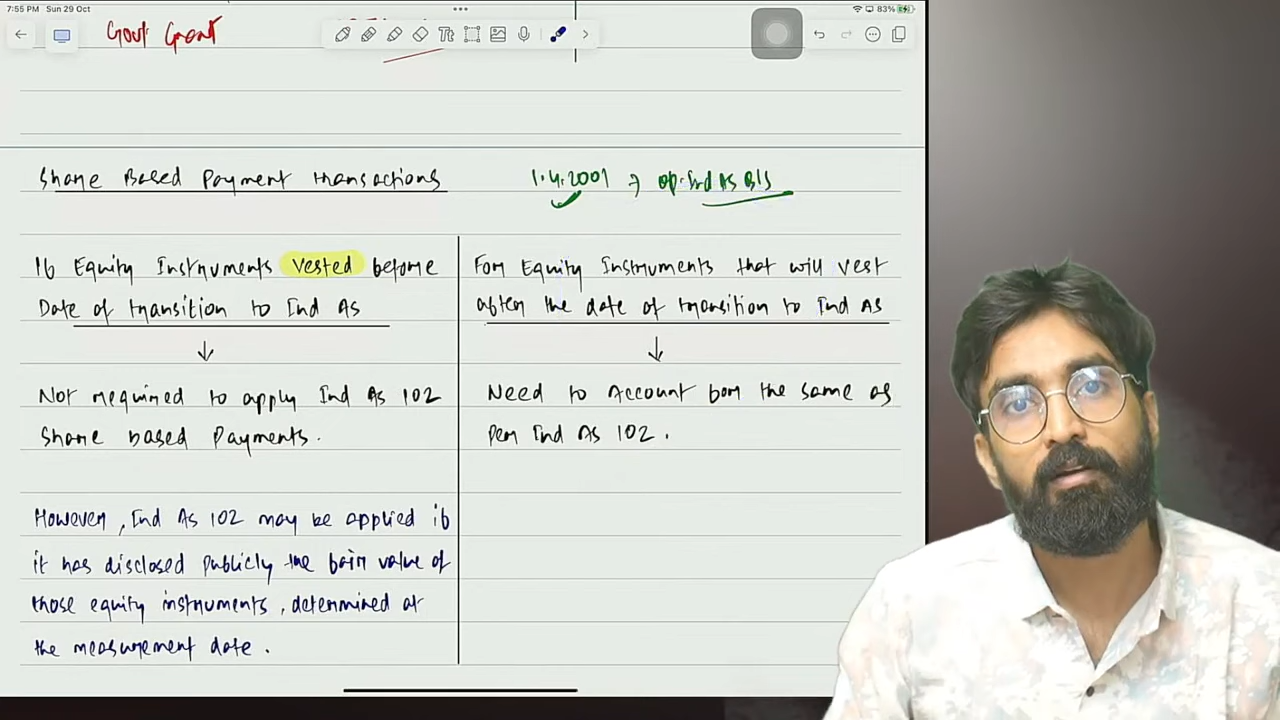 7:55 PM Sun 29 Oct
83%
Govt Grant
Share Based Payment transactions
1.4.2001 → op. Ind AS B/S
If Equity Instruments vested before
Date of transition to Ind As
Not required to apply Ind As 102
Share based Payments.
However, Ind As 102 may be applied if
it has disclosed publicly the fair value of
those equity instruments, determined at
the measurement date.
For Equity Instruments that will vest
after the date of transition to Ind AS
Need to Account for the same as
per Ind As 102.